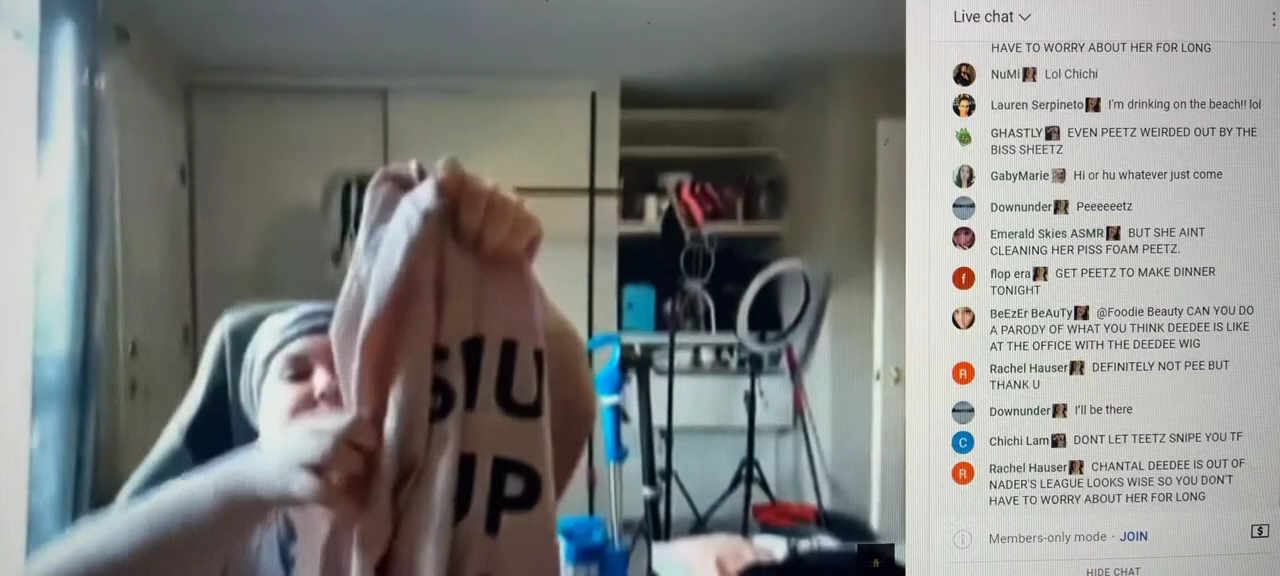 SIU
UP
Live chat
HAVE TO WORRY ABOUT HER FOR LONG
NuMi Lol Chichi
Lauren Serpineto I'm drinking on the beach!! lol
GHASTLY EVEN PEETZ WEIRDED OUT BY THE
BISS SHEETZ
GabyMarie Hi or hu whatever just come
Downunder Peeeeeetz
Emerald Skies ASMR BUT SHE AINT
CLEANING HER PISS FOAM PEETZ.
flop era GET PEETZ TO MAKE DINNER
TONIGHT
BeEzEr BeAuTy @Foodie Beauty CAN YOU DO
A PARODY OF WHAT YOU THINK DEEDEE IS LIKE
AT THE OFFICE WITH THE DEEDEE WIG
Rachel Hauser DEFINITELY NOT PEE BUT
THANK U
Downunder I'll be there
Chichi Lam DONT LET TEETZ SNIPE YOU TF
Rachel Hauser CHANTAL DEEDEE IS OUT OF
NADER'S LEAGUE LOOKS WISE SO YOU DON'T
HAVE TO WORRY ABOUT HER FOR LONG
Members-only mode · JOIN
HIDE CHAT